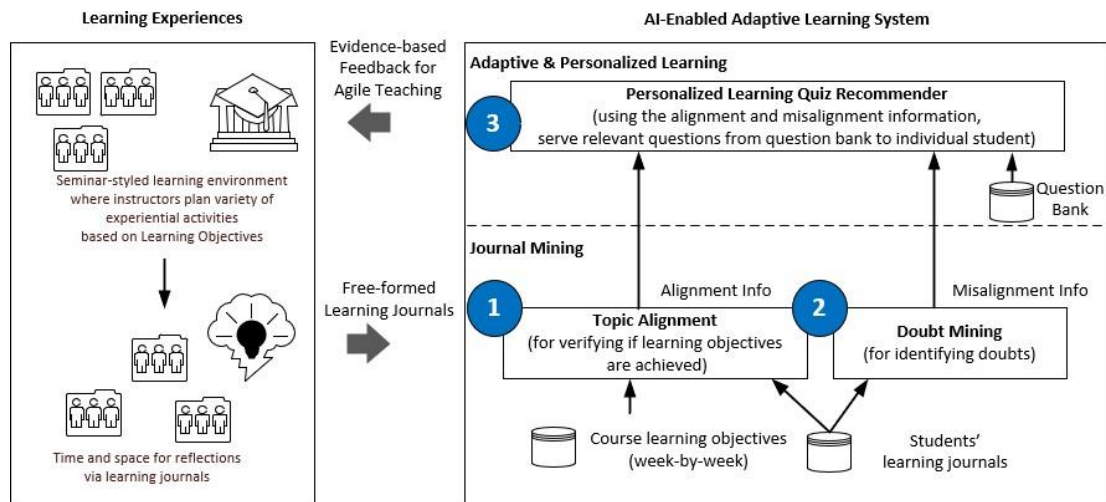 Learning Experiences
Seminar-styled learning environment
where instructors plan variety of
experiential activities
based on Learning Objectives
Time and space for reflections
via learning journals
Evidence-based
Feedback for
Agile Teaching
Free-formed
Learning Journals
AI-Enabled Adaptive Learning System
Adaptive & Personalized Learning
3
Personalized Learning Quiz Recommender
(using the alignment and misalignment information,
serve relevant questions from question bank to individual student)
Question
Bank
Journal Mining
Alignment Info
Misalignment Info
1
Topic Alignment
(for verifying if learning objectives
are achieved)
2
Doubt Mining
(for identifying doubts)
Course learning objectives
(week-by-week)
Students'
learning journals